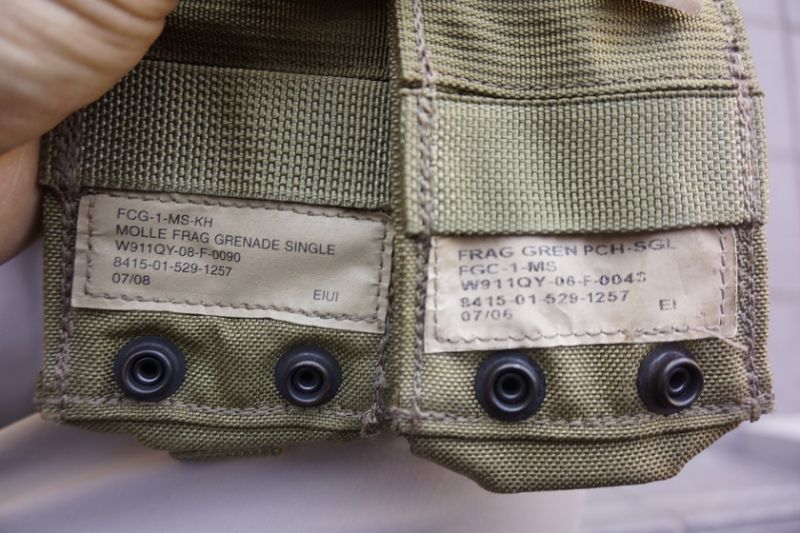 FCG-1-MS-KH
MOLLE FRAG GRENADE SINGLE
W911QY-08-F-0090
8415-01-529-1257
07/08
EIUI
FRAG GREN PCH-SGL
FGC-1-MS
W911QY-06-F-0043
8415-01-529-1257
07/06
EI